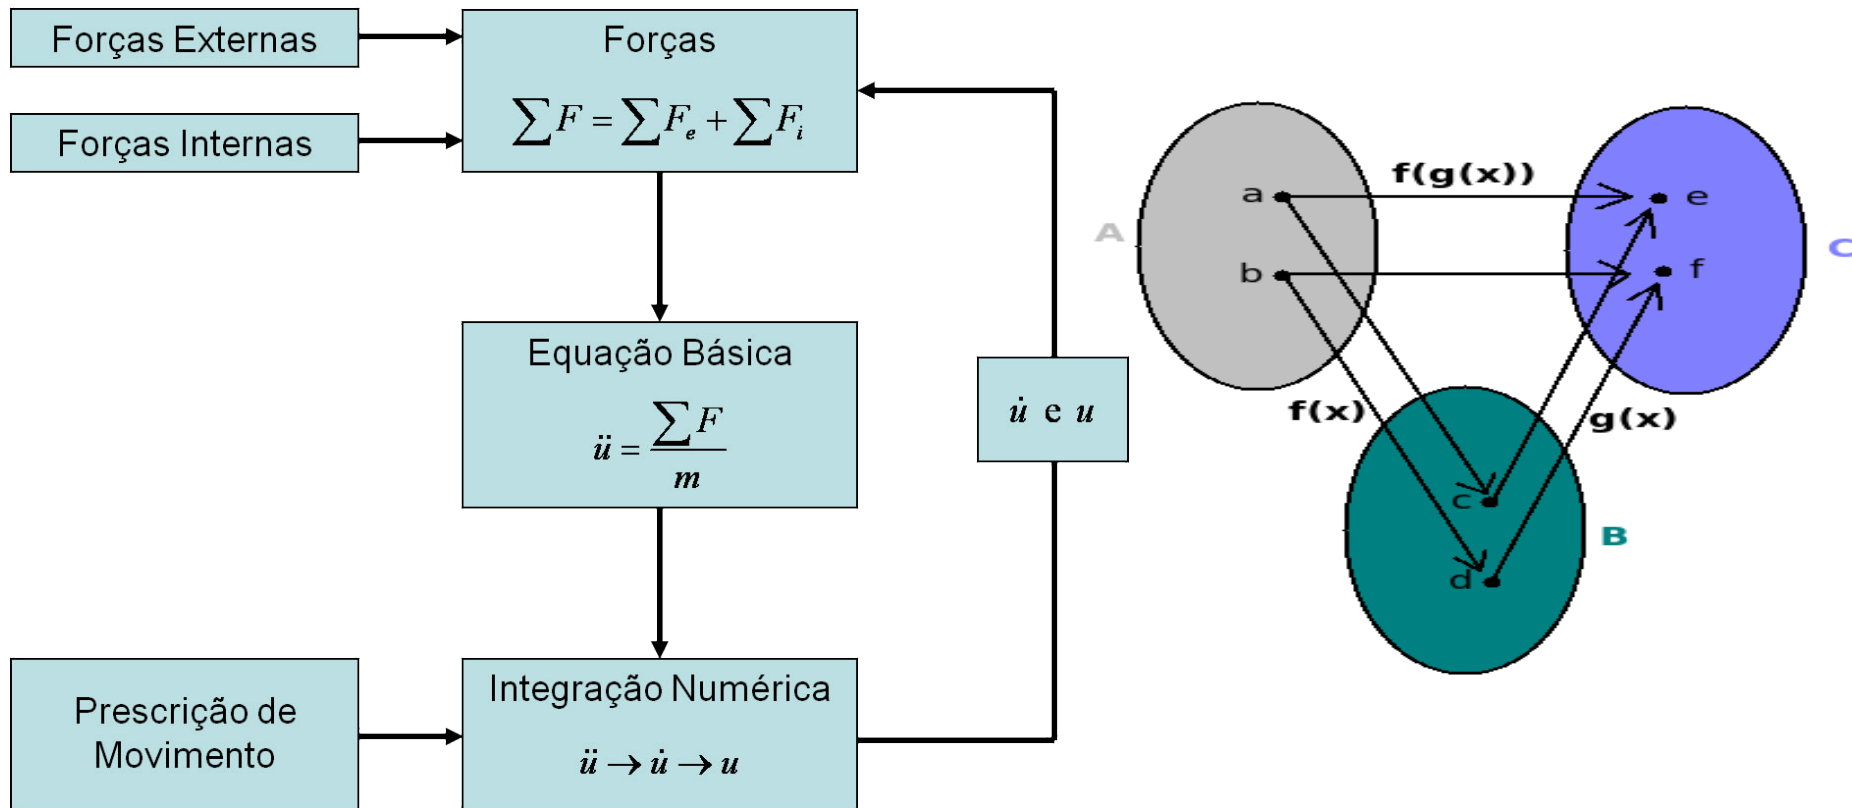 Forças Externas
Forças Internas
Forças
∑F = ∑Fₑ + ∑Fᵢ
Equação Básica
ü = ∑F / m
u̇ e u
Prescrição de
Movimento
Integração Numérica
ü → u̇ → u
f(g(x))
a
e
A
C
b
f
f(x)
g(x)
c
B
d